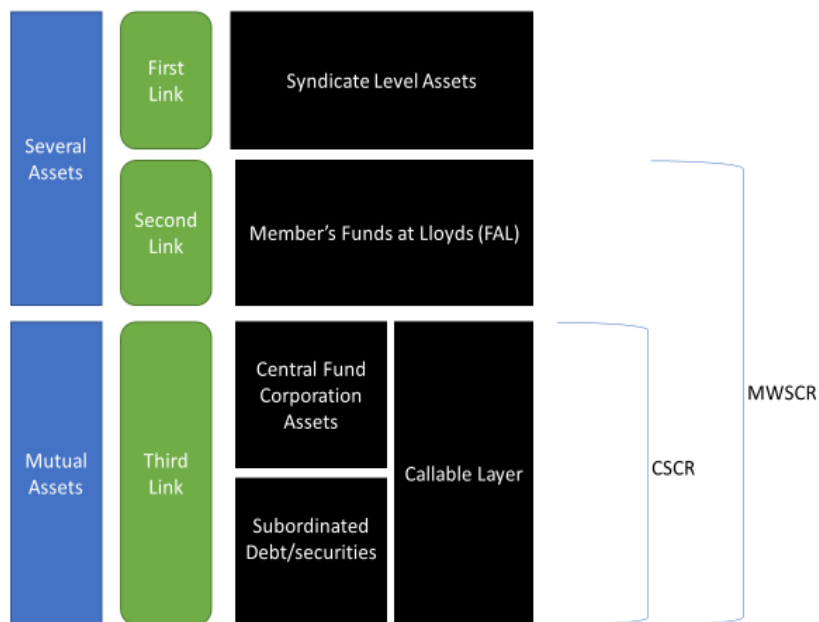 Several
Assets
First
Link
Syndicate Level Assets
Second
Link
Member's Funds at Lloyds (FAL)
Mutual
Assets
Third
Link
Central Fund
Corporation
Assets
Subordinated
Debt/securities
Callable Layer
CSCR
MWSCR